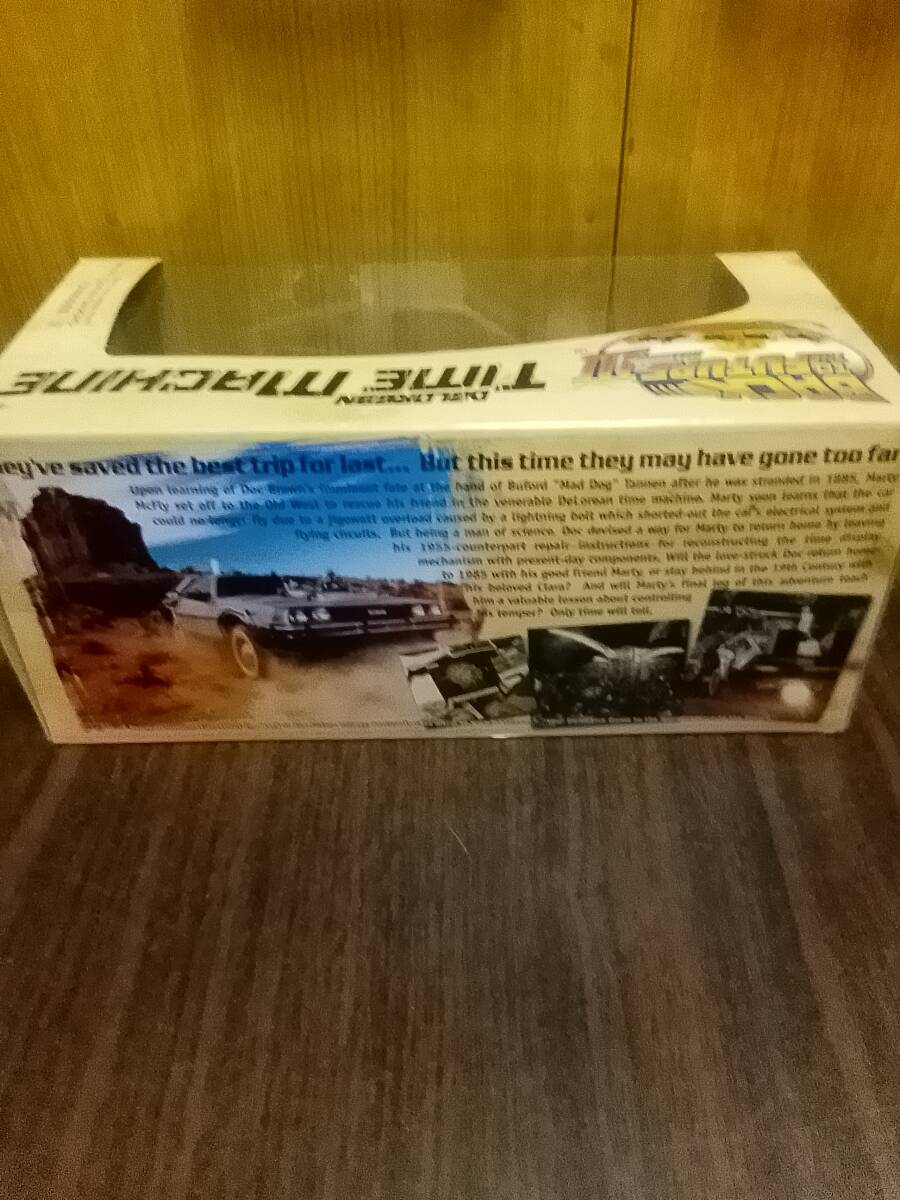 BACK
TO THE FUTURE III
DELOREAN
TIME MACHINE
hey've saved the best trip for last... But this time they may have gone too far
Upon learning of Doc Brown's imminent fate at the hand of Buford "Mad Dog" Tannen after he was stranded in 1885, Marty
McFly set off to the Old West to rescue his friend in the venerable DeLorean time machine. Marty soon learns that the car
could no longer fly due to a jigowatt overload caused by a lightning bolt which shorted-out the car's electrical system and
flying circuits. But being a man of science, Doc devised a way for Marty to return home by leaving
his 1955-counterpart repair instructions for reconstructing the time display
mechanism with present-day components. Will the love-struck Doc return home
to 1985 with his good friend Marty, or stay behind in the 19th Century with
his beloved Clara? And will Marty's final leg of this adventure teach
him a valuable lesson about controlling
his temper? Only time will tell.